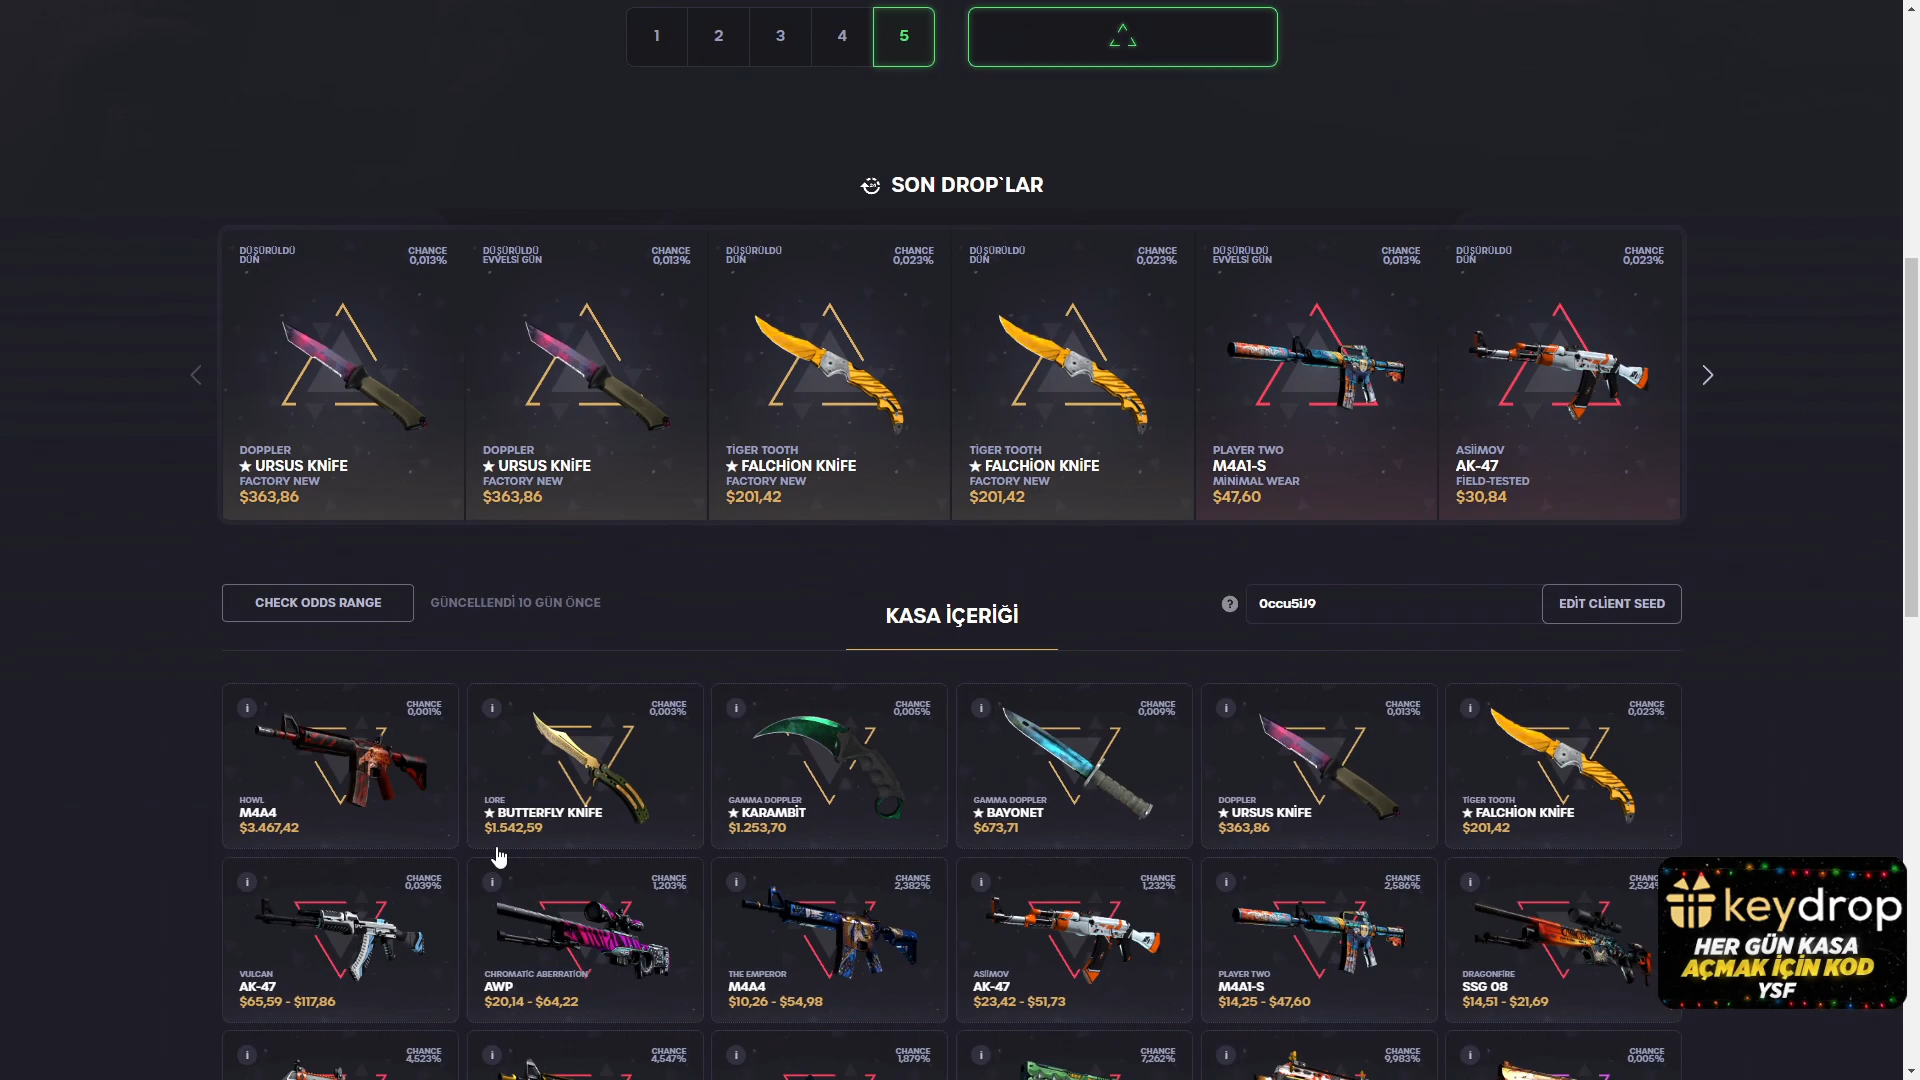 1 2 3 4 5
SON DROP`LAR
DÜŞÜRÜLDÜ
DÜN
CHANCE
0,013%
DOPPLER
★ URSUS KNİFE
FACTORY NEW
$363,86
DÜŞÜRÜLDÜ
EVVELSİ GÜN
CHANCE
0,013%
DOPPLER
★ URSUS KNİFE
FACTORY NEW
$363,86
DÜŞÜRÜLDÜ
DÜN
CHANCE
0,023%
TİGER TOOTH
★ FALCHİON KNİFE
FACTORY NEW
$201,42
DÜŞÜRÜLDÜ
DÜN
CHANCE
0,023%
TİGER TOOTH
★ FALCHİON KNİFE
FACTORY NEW
$201,42
DÜŞÜRÜLDÜ
EVVELSİ GÜN
CHANCE
0,013%
PLAYER TWO
M4A1-S
MİNİMAL WEAR
$47,60
DÜŞÜRÜLDÜ
DÜN
CHANCE
0,023%
ASİİMOV
AK-47
FİELD-TESTED
$30,84
CHECK ODDS RANGE
GÜNCELLENDİ 10 GÜN ÖNCE
KASA İÇERİĞİ
?
0ccu5iJ9
EDİT CLİENT SEED
i
CHANCE
0,001%
HOWL
M4A4
$3.467,42
i
CHANCE
0,003%
LORE
★ BUTTERFLY KNİFE
$1.542,59
i
CHANCE
0,005%
GAMMA DOPPLER
★ KARAMBİT
$1.253,70
i
CHANCE
0,009%
GAMMA DOPPLER
★ BAYONET
$673,71
i
CHANCE
0,013%
DOPPLER
★ URSUS KNİFE
$363,86
i
CHANCE
0,023%
TİGER TOOTH
★ FALCHİON KNİFE
$201,42
i
CHANCE
0,039%
VULCAN
AK-47
$65,59 - $117,86
i
CHANCE
1,203%
CHROMATİC ABERRATİON
AWP
$20,14 - $64,22
i
CHANCE
2,382%
THE EMPEROR
M4A4
$10,26 - $54,98
i
CHANCE
1,232%
ASİİMOV
AK-47
$23,42 - $51,73
i
CHANCE
2,586%
PLAYER TWO
M4A1-S
$14,25 - $47,60
i
CHANCE
2,524%
DRAGONFİRE
SSG 08
$14,51 - $21,69
keydrop
HER GÜN KASA
AÇMAK İÇİN KOD
YSF
i
CHANCE
4,523%
i
CHANCE
4,547%
i
CHANCE
1,879%
i
CHANCE
7,262%
i
CHANCE
9,983%
i
CHANCE
0,005%